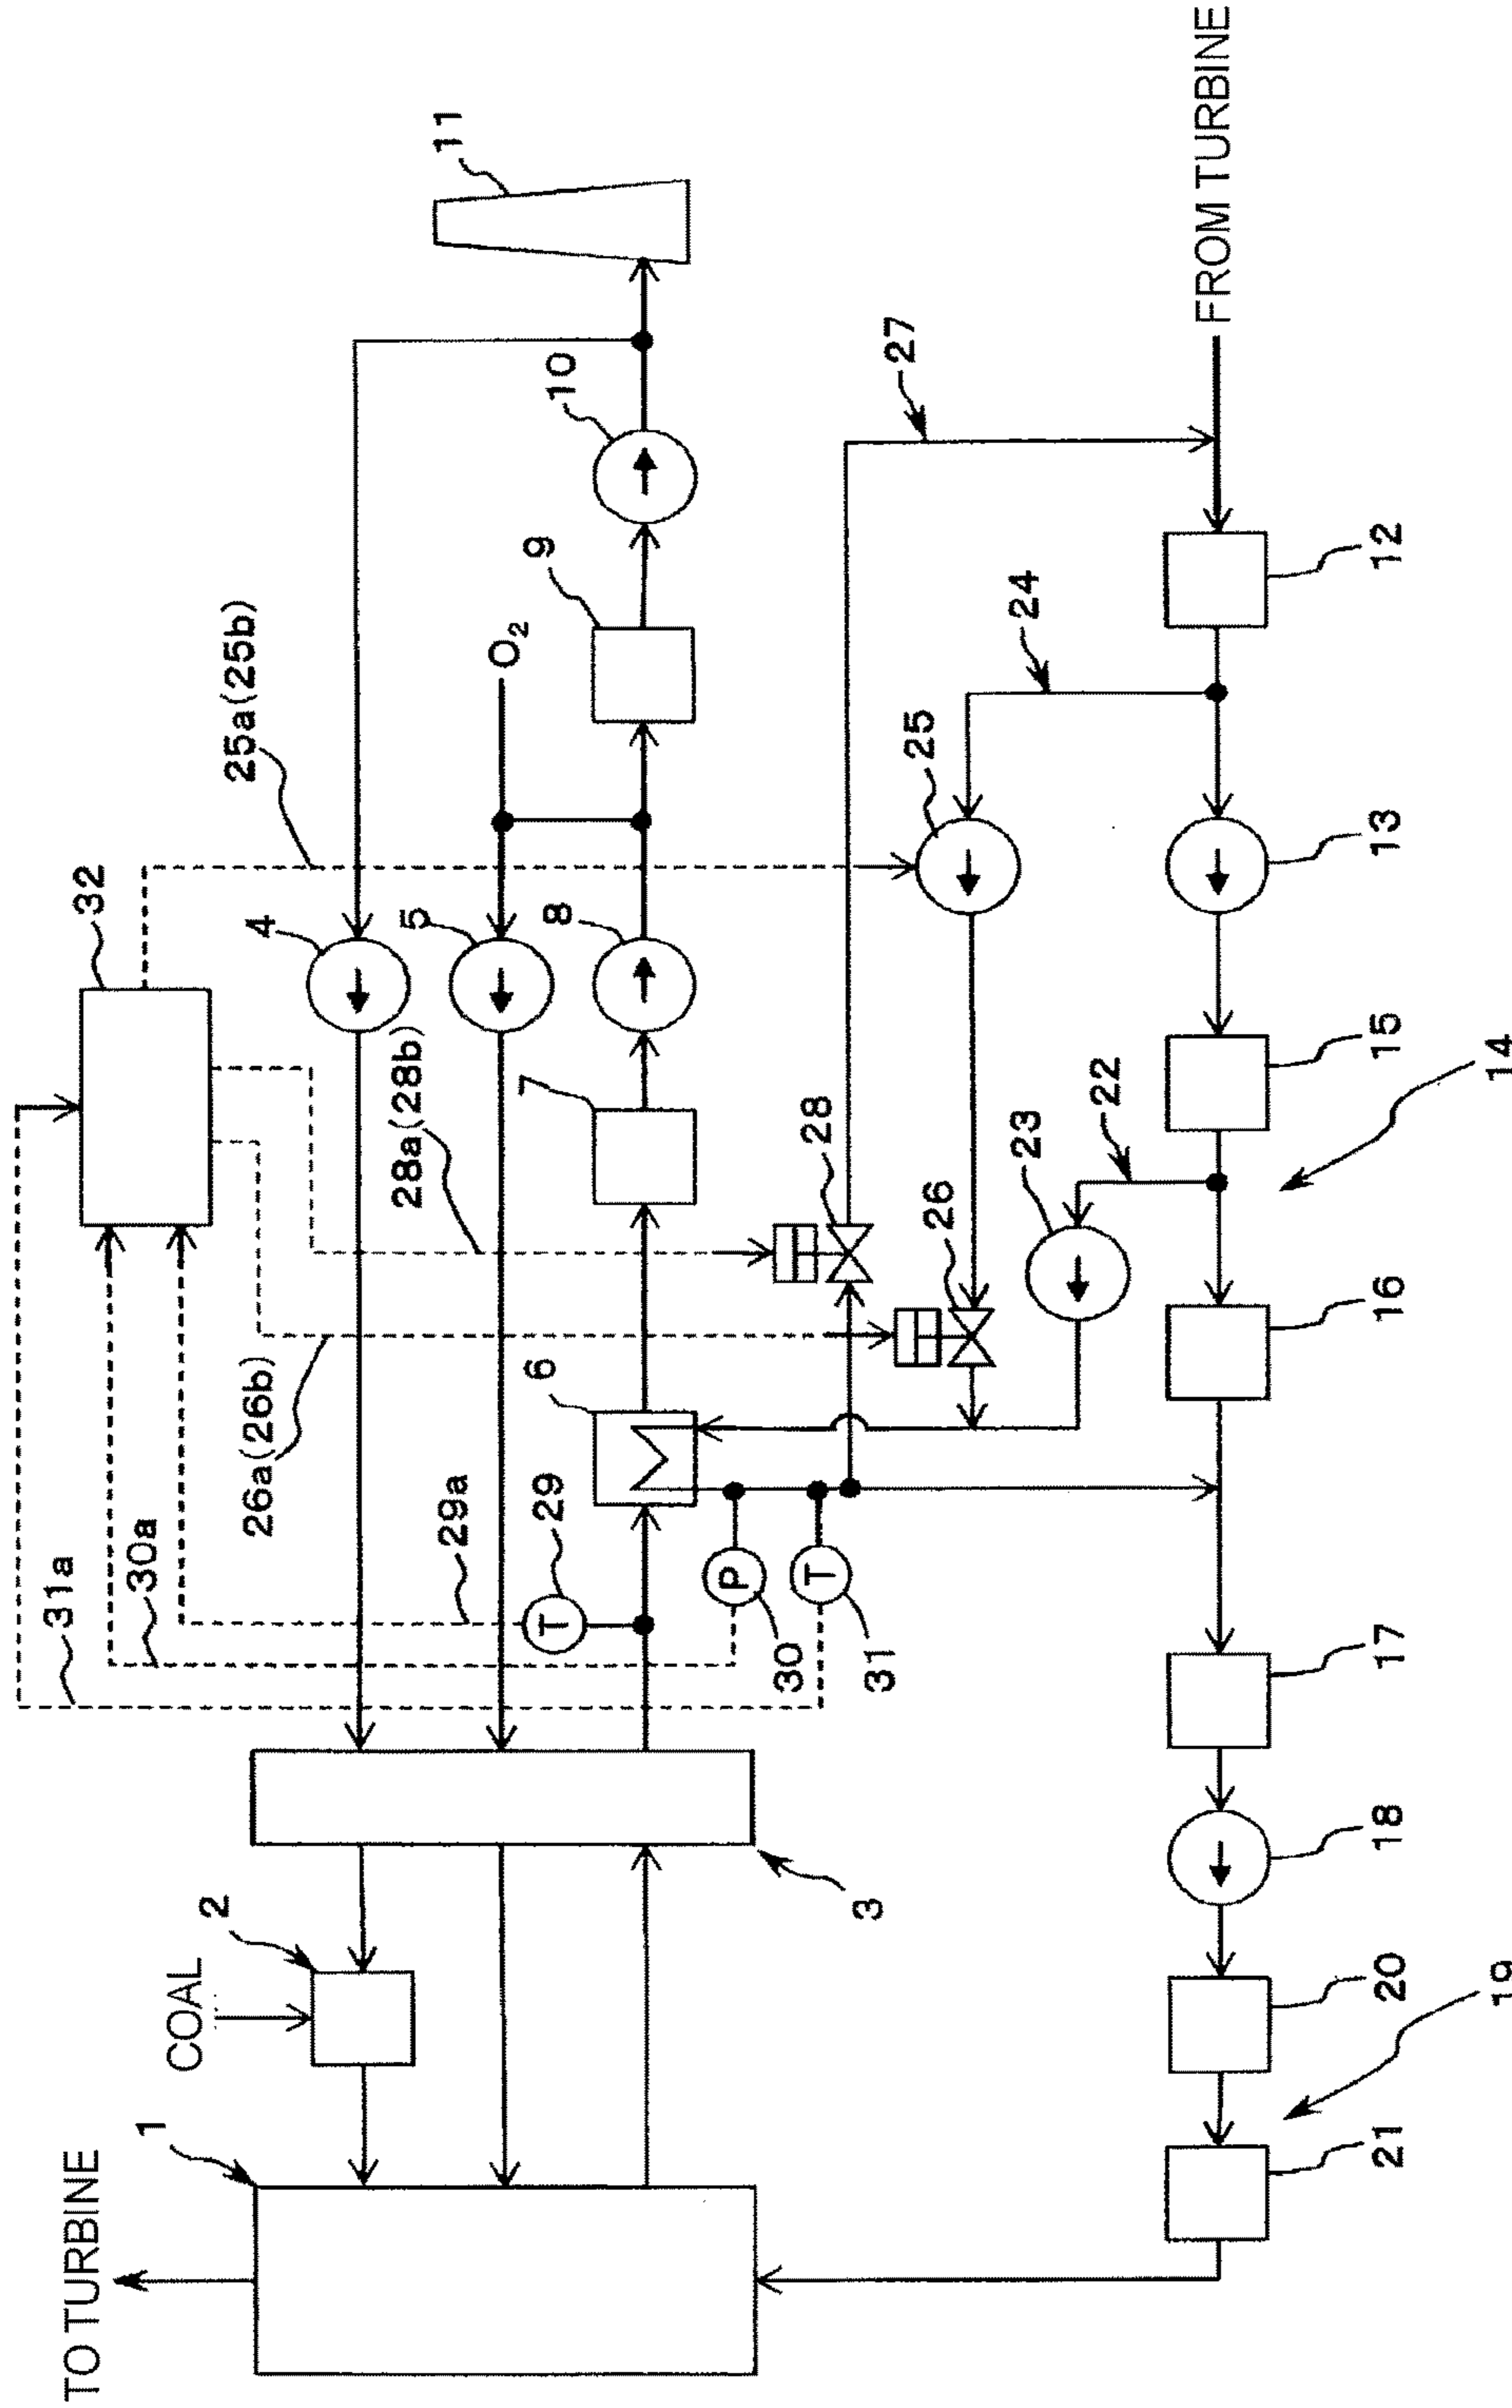 TO TURBINE
1
COAL
2
3
31a
30a
26a(26b)
29a
29
6
30
31
32
4
5
8
28a(28b)
7
25a(25b)
O₂
9
10
11
T
P
T
28
26
23
25
24
22
27
FROM TURBINE
12
13
15
14
16
17
18
20
19
21